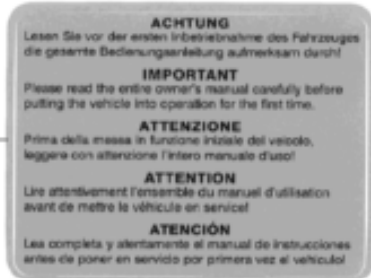 ACHTUNG
Lesen Sie vor der ersten Inbetriebnahme des Fahrzeuges
die gesamte Bedienungsanleitung aufmerksam durch!
IMPORTANT
Please read the entire owner's manual carefully before
putting the vehicle into operation for the first time.
ATTENZIONE
Prima della messa in funzione iniziale del veicolo,
leggere con attenzione l'intero manuale d'uso!
ATTENTION
Lire attentivement l'ensemble du manuel d'utilisation
avant de mettre le véhicule en service!
ATENCIÓN
Lea completa y atentamente el manual de instrucciones
antes de poner en servicio por primera vez el vehículo!